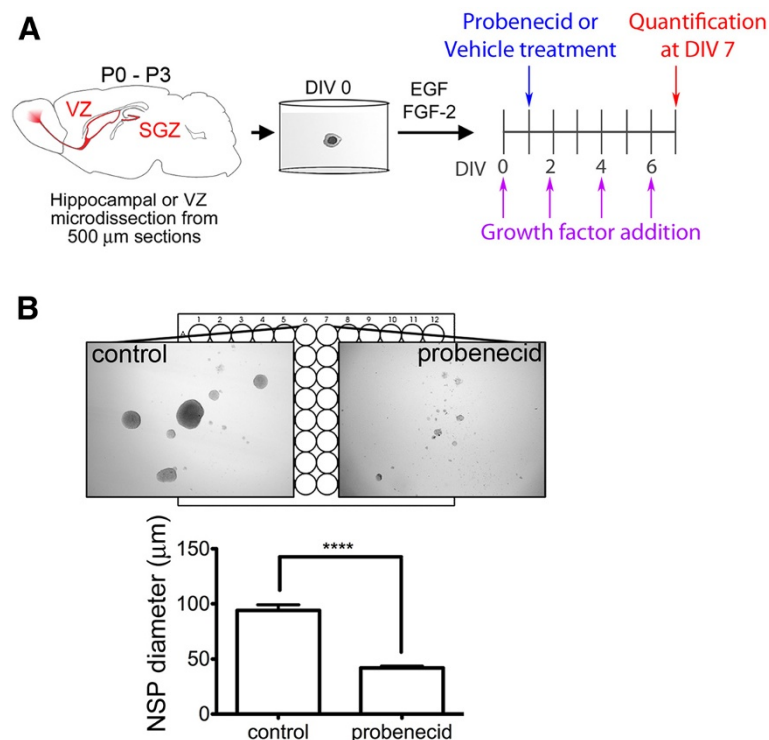 A
P0 - P3
VZ
SGZ
Hippocampal or VZ
microdissection from
500 μm sections
DIV 0
EGF
FGF-2
Probenecid or
Vehicle treatment
Quantification
at DIV 7
DIV 0 2 4 6
Growth factor addition
B
1 2 3 4 5 6 7 8 9 10 11 12
A
control
probenecid
NSP diameter (μm)
150
100
50
0
****
control
probenecid